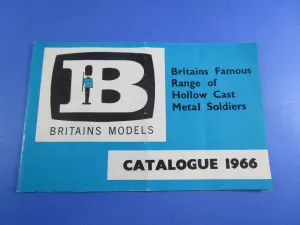 B
BRITAINS MODELS
Britains Famous
Range of
Hollow Cast
Metal Soldiers
CATALOGUE 1966